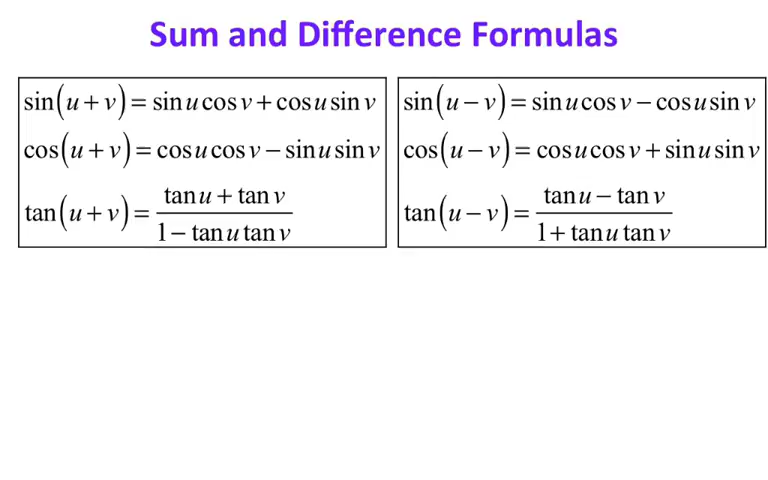 Sum and Difference Formulas
sin(u + v) = sin u cos v + cos u sin v
cos(u + v) = cos u cos v − sin u sin v
tan(u + v) = (tan u + tan v) / (1 − tan u tan v)
sin(u − v) = sin u cos v − cos u sin v
cos(u − v) = cos u cos v + sin u sin v
tan(u − v) = (tan u − tan v) / (1 + tan u tan v)